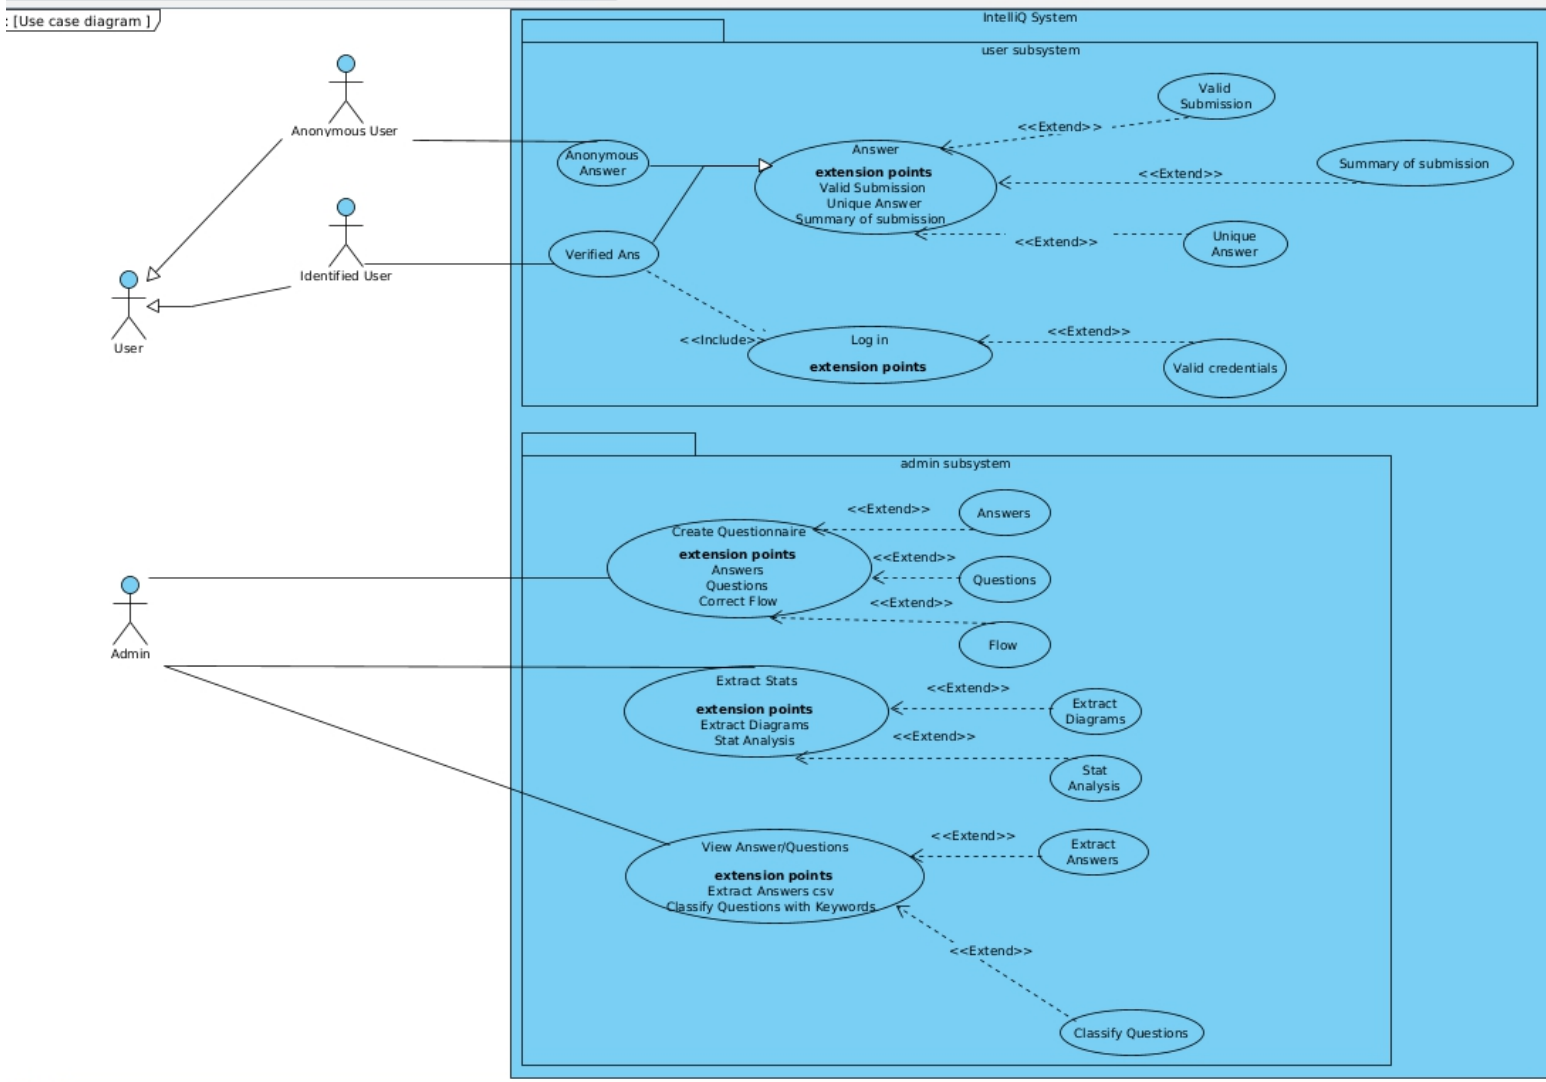 : [Use case diagram ]
IntelliQ System
user subsystem
Anonymous User
Valid
Submission
<<Extend>>
Anonymous
Answer
Answer
extension points
Valid Submission
Unique Answer
Summary of submission
<<Extend>>
Summary of submission
Identified User
Verified Ans
<<Extend>>
Unique
Answer
User
<<Include>>
Log in
extension points
<<Extend>>
Valid credentials
admin subsystem
Admin
Create Questionnaire
extension points
Answers
Questions
Correct Flow
<<Extend>>
Answers
<<Extend>>
Questions
<<Extend>>
Flow
Extract Stats
extension points
Extract Diagrams
Stat Analysis
<<Extend>>
Extract
Diagrams
<<Extend>>
Stat
Analysis
View Answer/Questions
extension points
Extract Answers csv
Classify Questions with Keywords
<<Extend>>
Extract
Answers
<<Extend>>
Classify Questions